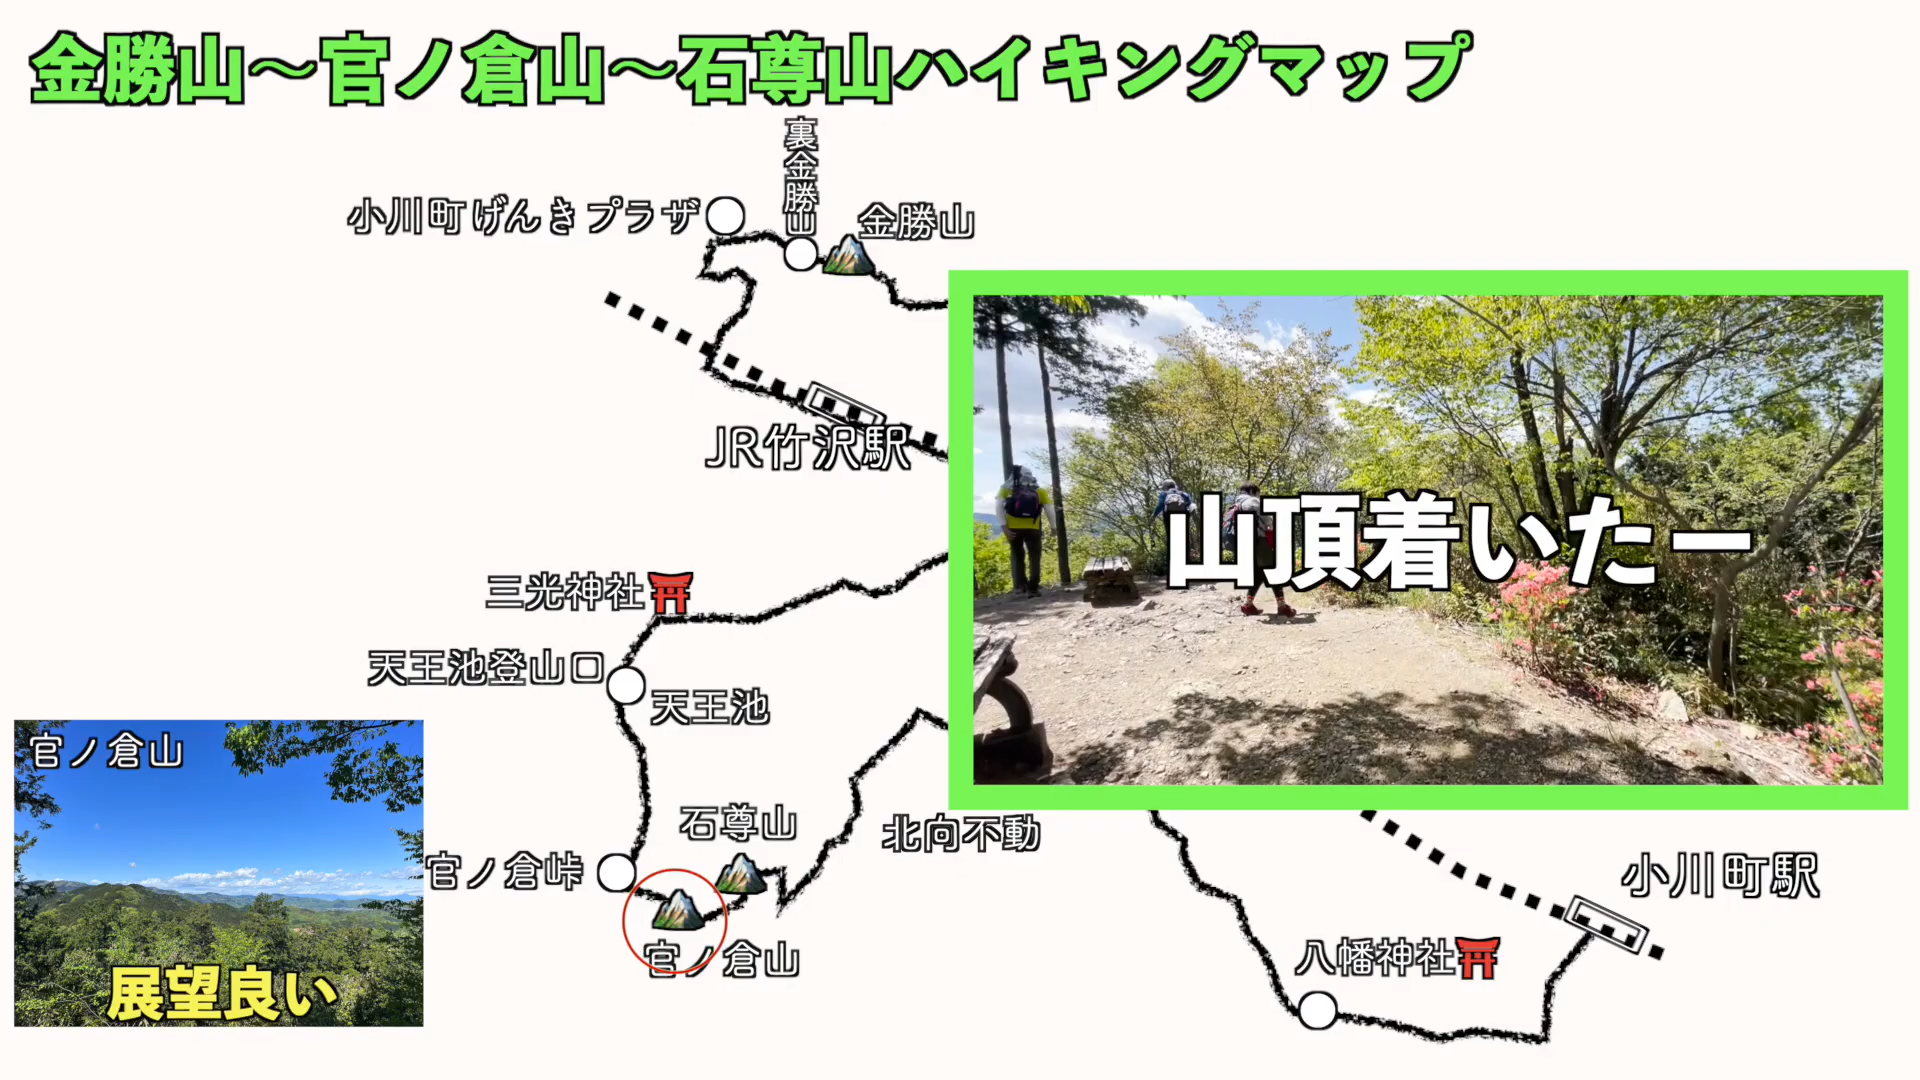 金勝山～官ノ倉山～石尊山ハイキングマップ
裏金勝山
小川町げんきプラザ
金勝山
JR竹沢駅
山頂着いたー
三光神社
天王池登山口
天王池
官ノ倉山
石尊山
北向不動
官ノ倉峠
小川町駅
官ノ倉山
八幡神社
展望良い